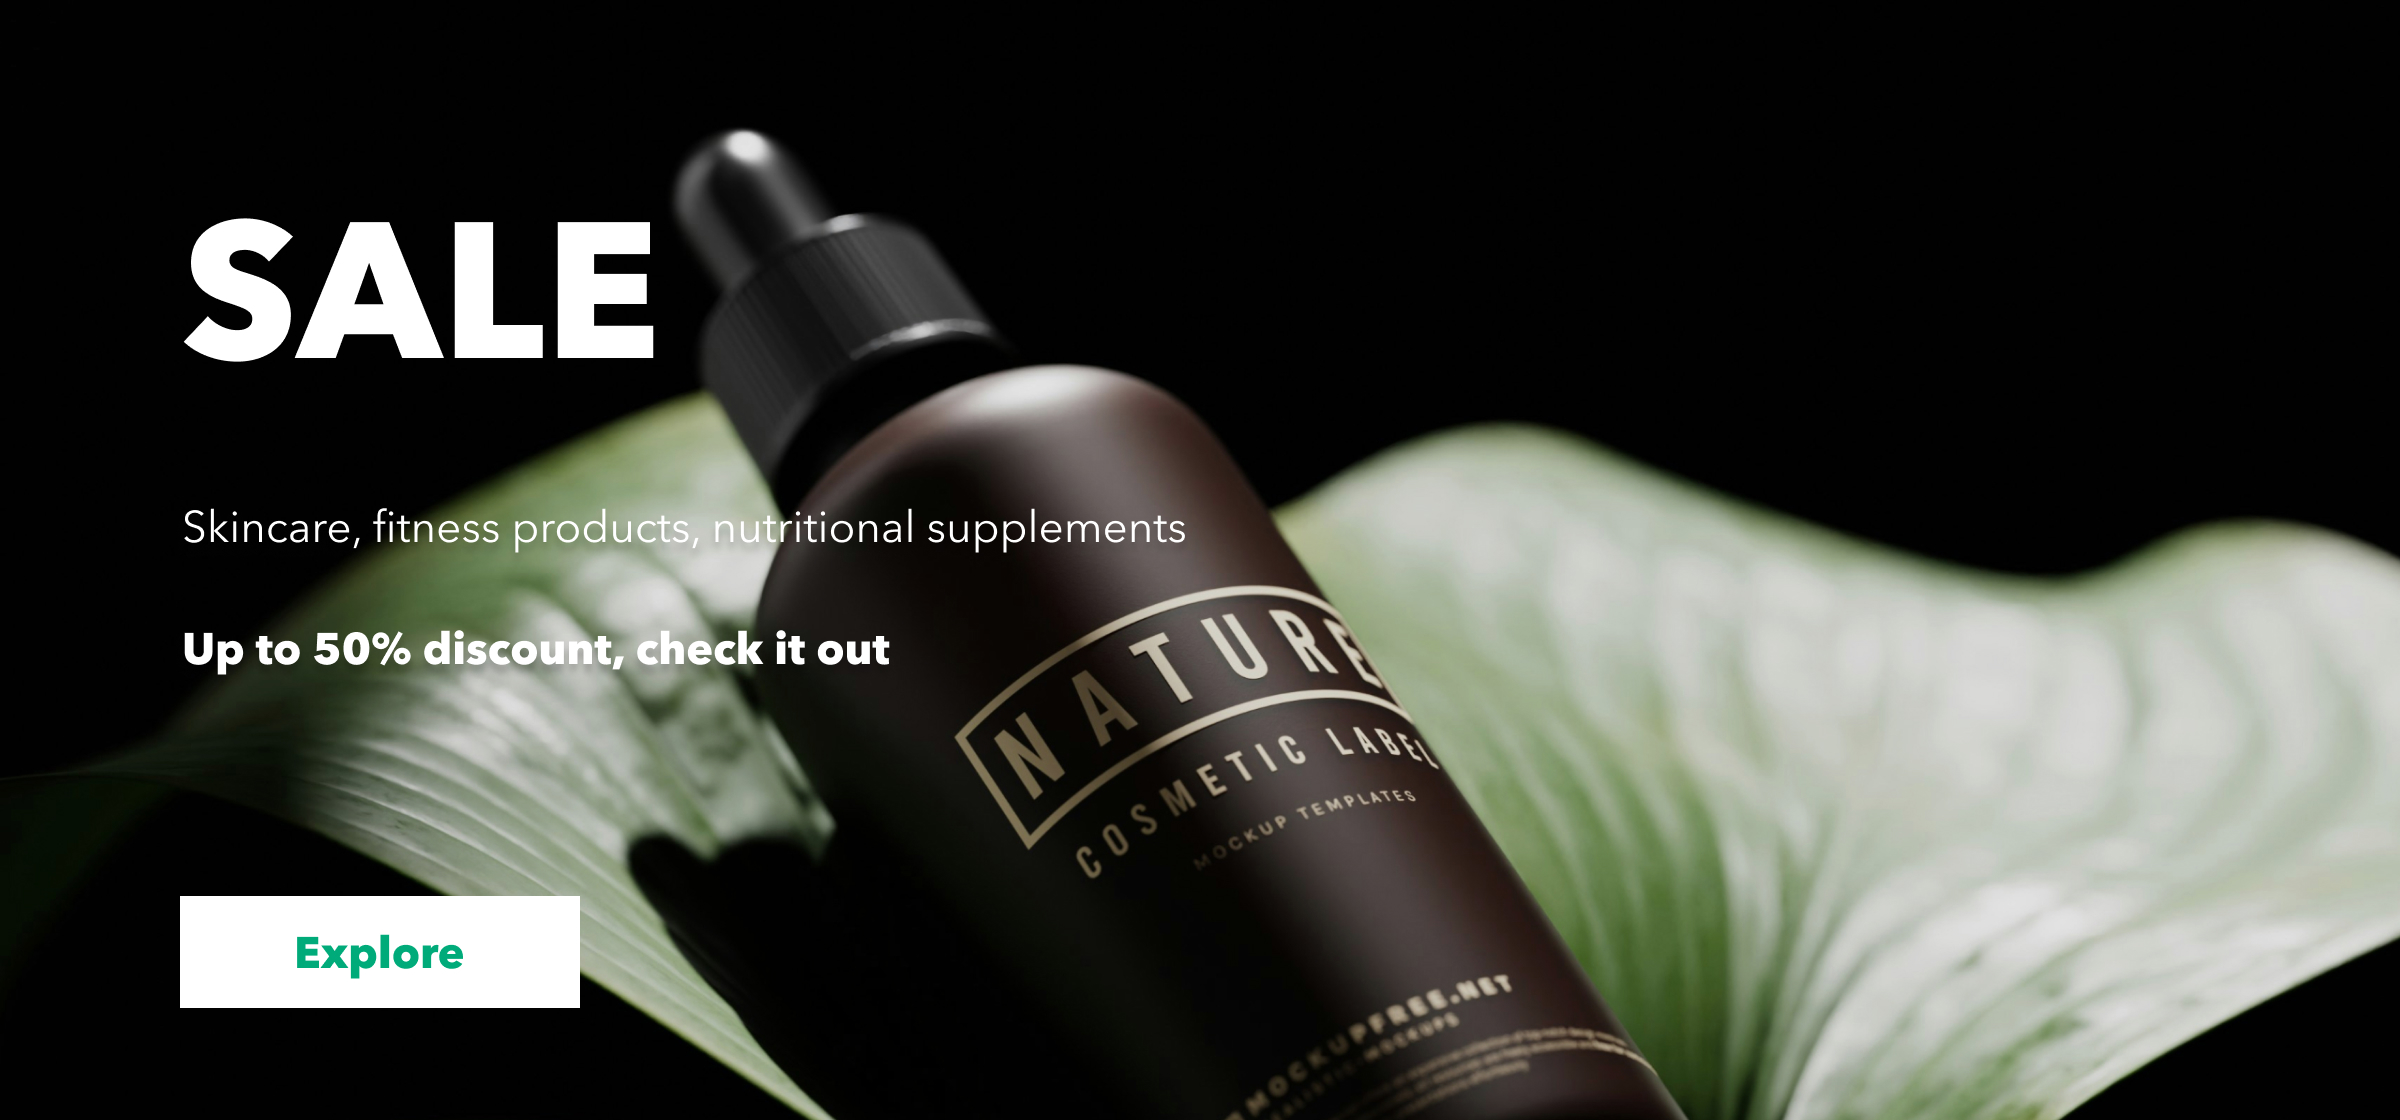 SALE
Skincare, fitness products, nutritional supplements
Up to 50% discount, check it out
NATURE
COSMETIC LABEL
MOCKUP TEMPLATES
MOCKUPFREE.NET
MOCKUPS
Explore